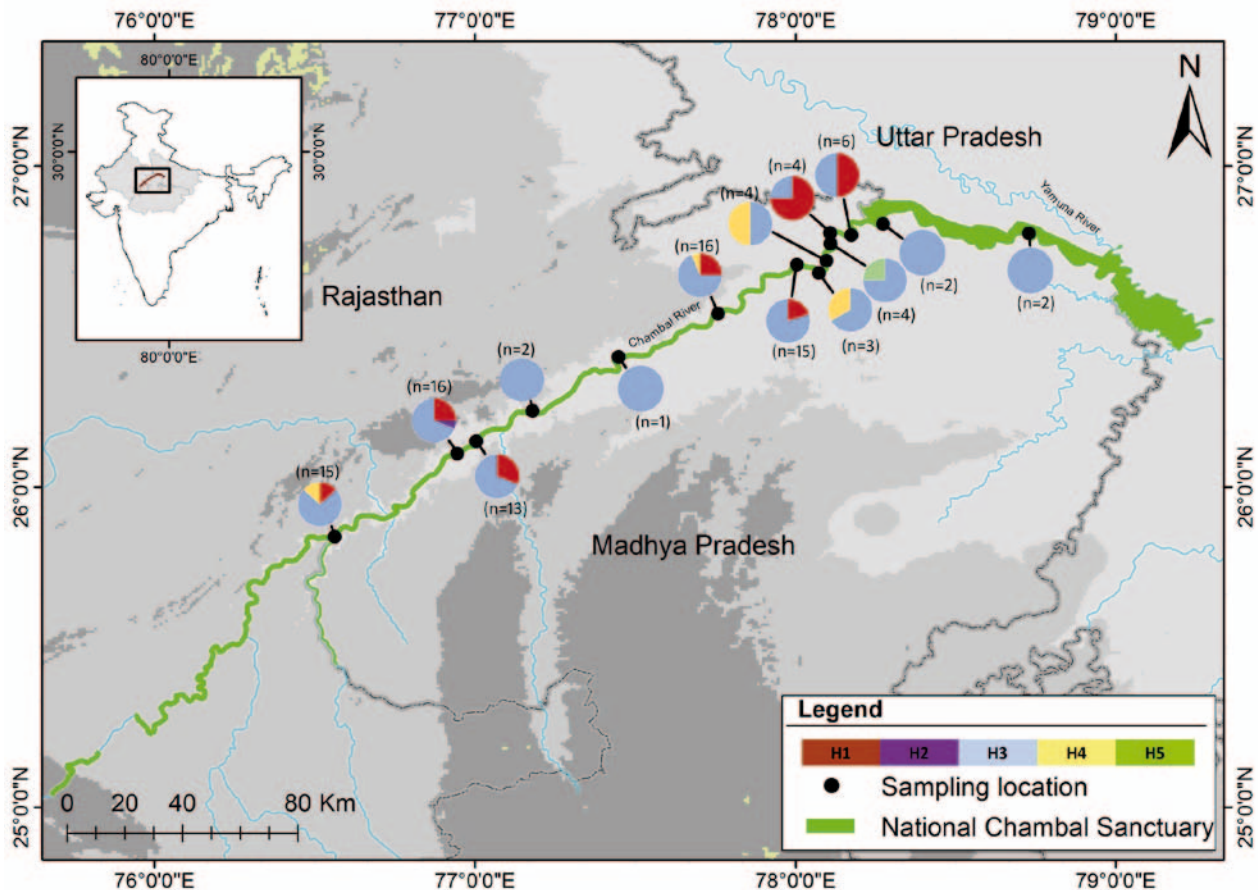 76°0'0"E 77°0'0"E 78°0'0"E 79°0'0"E
80°0'0"E
N
30°0'0"N
30°0'0"N
80°0'0"E
27°0'0"N
27°0'0"N
26°0'0"N
26°0'0"N
25°0'0"N
25°0'0"N
Uttar Pradesh
Yamuna River
Rajasthan
Chambal River
Madhya Pradesh
(n=6)
(n=4)
(n=4)
(n=16)
(n=2)
(n=2)
(n=4)
(n=3)
(n=15)
(n=2)
(n=1)
(n=16)
(n=13)
(n=15)
Legend
H1 H2 H3 H4 H5
Sampling location
National Chambal Sanctuary
0 20 40 80 Km
76°0'0"E 77°0'0"E 78°0'0"E 79°0'0"E